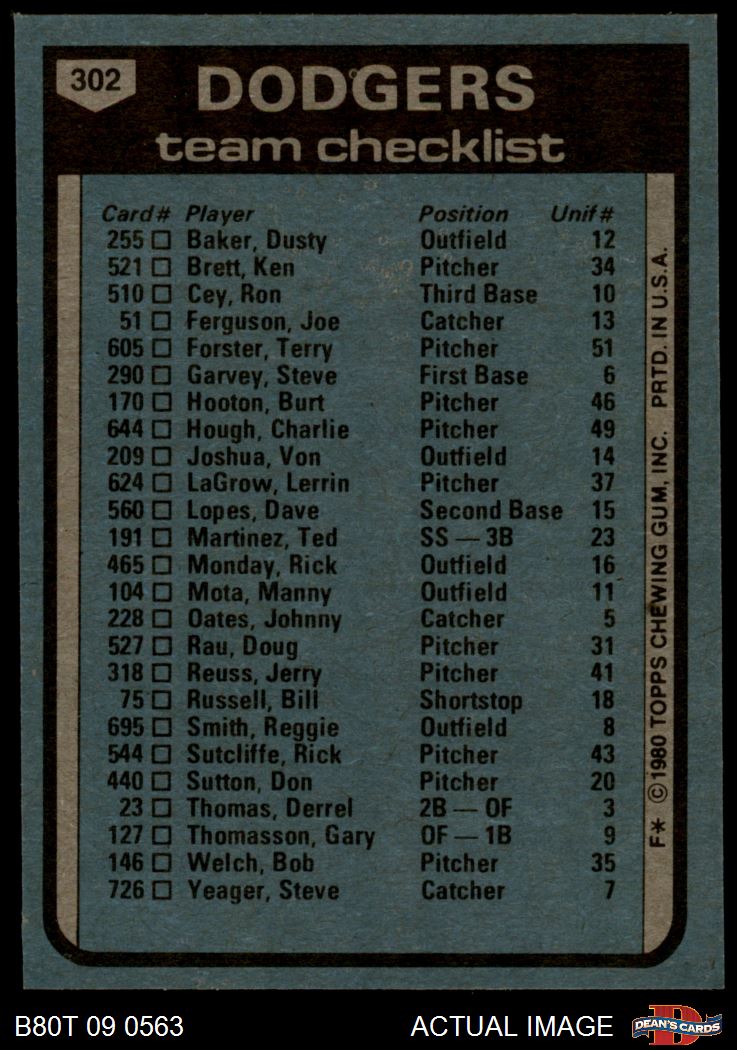 302
DODGERS
team checklist
Card# Player Position Unif#
255 □ Baker, Dusty Outfield 12
521 □ Brett, Ken Pitcher 34
510 □ Cey, Ron Third Base 10
51 □ Ferguson, Joe Catcher 13
605 □ Forster, Terry Pitcher 51
290 □ Garvey, Steve First Base 6
170 □ Hooton, Burt Pitcher 46
644 □ Hough, Charlie Pitcher 49
209 □ Joshua, Von Outfield 14
624 □ LaGrow, Lerrin Pitcher 37
560 □ Lopes, Dave Second Base 15
191 □ Martinez, Ted SS — 3B 23
465 □ Monday, Rick Outfield 16
104 □ Mota, Manny Outfield 11
228 □ Oates, Johnny Catcher 5
527 □ Rau, Doug Pitcher 31
318 □ Reuss, Jerry Pitcher 41
75 □ Russell, Bill Shortstop 18
695 □ Smith, Reggie Outfield 8
544 □ Sutcliffe, Rick Pitcher 43
440 □ Sutton, Don Pitcher 20
23 □ Thomas, Derrel 2B — OF 3
127 □ Thomasson, Gary OF — 1B 9
146 □ Welch, Bob Pitcher 35
726 □ Yeager, Steve Catcher 7
F* © 1980 TOPPS CHEWING GUM, INC. PRTD. IN U.S.A.
B80T 09 0563 ACTUAL IMAGE
D
DEAN'S CARDS